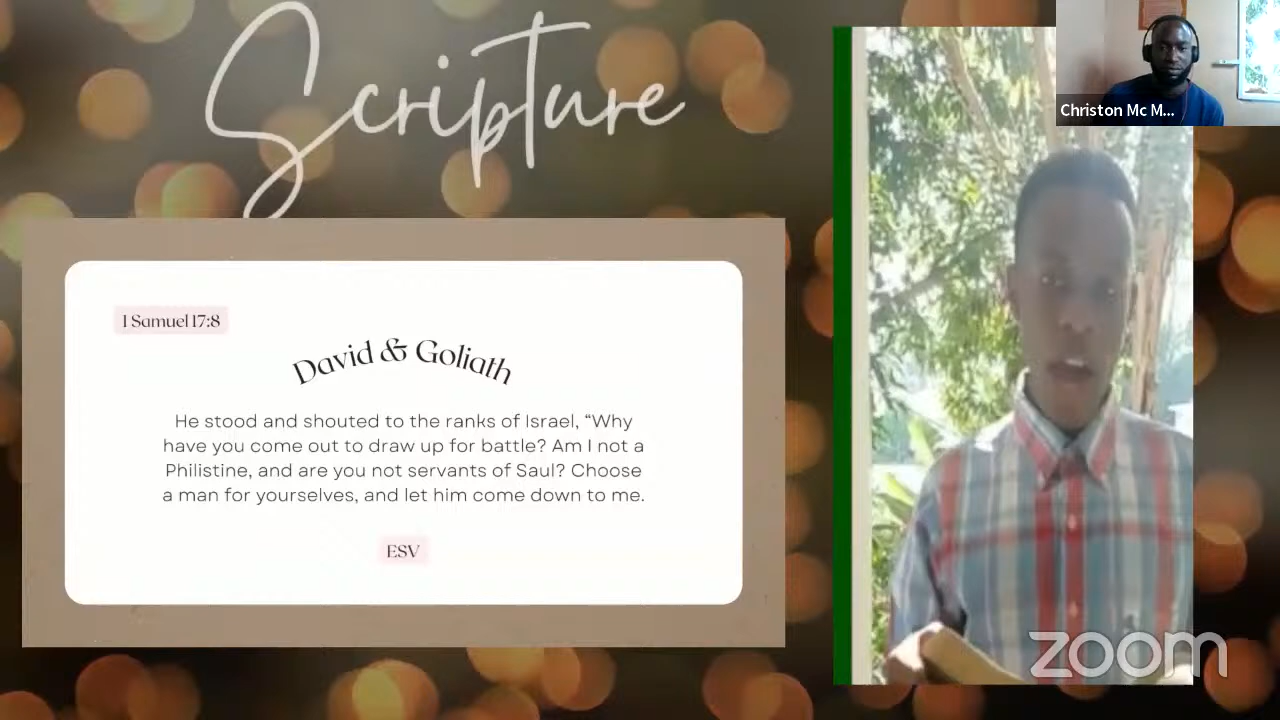 Scripture
1 Samuel 17:8
David & Goliath
He stood and shouted to the ranks of Israel, “Why
have you come out to draw up for battle? Am I not a
Philistine, and are you not servants of Saul? Choose
a man for yourselves, and let him come down to me.
ESV
Christon Mc M...
zoom